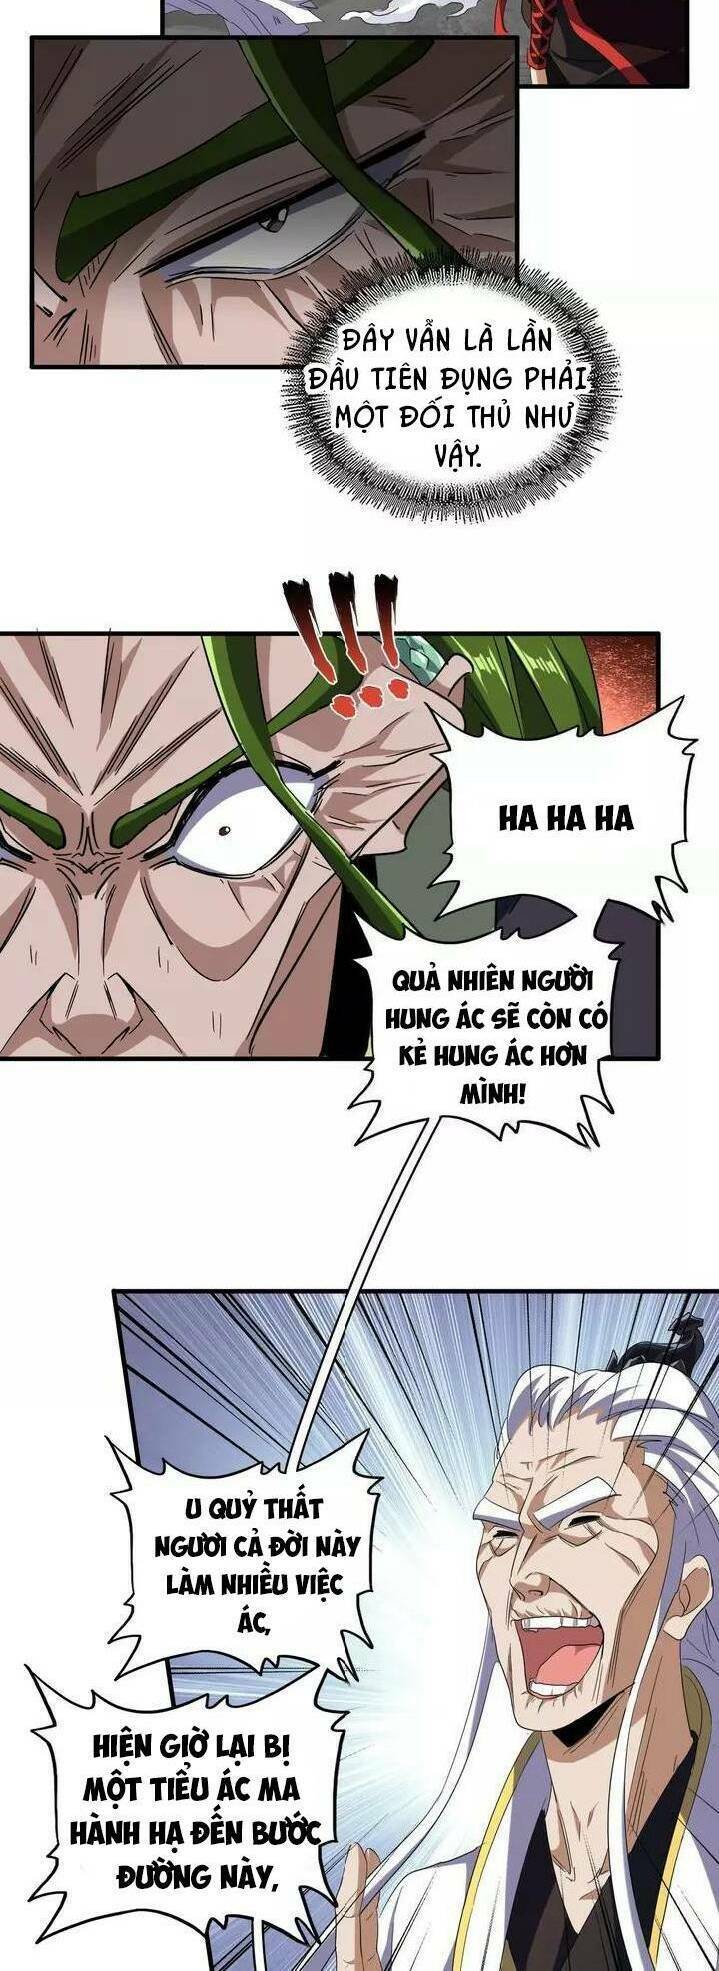 ĐÂY VẪN LÀ LẦN
ĐẦU TIÊN ĐỤNG PHẢI
MỘT ĐỐI THỦ NHƯ
VẬY.
!!!
HA HA HA
QUẢ NHIÊN NGƯỜI
HUNG ÁC SẼ CÒN CÓ
KẺ HUNG ÁC HƠN
MÌNH!
U QUỶ THẤT
NGƯƠI CẢ ĐỜI NÀY
LÀM NHIỀU VIỆC
ÁC,
HIỆN GIỜ LẠI BỊ
MỘT TIỂU ÁC MA
HÀNH HẠ ĐẾN BƯỚC
ĐƯỜNG NÀY,